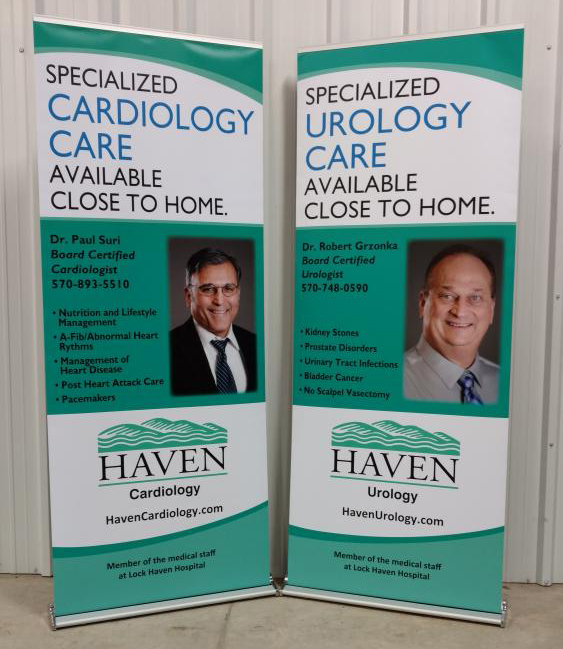 SPECIALIZED
CARDIOLOGY
CARE
AVAILABLE
CLOSE TO HOME.
Dr. Paul Suri
Board Certified
Cardiologist
570-893-5510
• Nutrition and Lifestyle
Management
• A-Fib/Abnormal Heart
Rythms
• Management of
Heart Disease
• Post Heart Attack Care
• Pacemakers
HAVEN
Cardiology
HavenCardiology.com
Member of the medical staff
at Lock Haven Hospital
SPECIALIZED
UROLOGY
CARE
AVAILABLE
CLOSE TO HOME.
Dr. Robert Grzonka
Board Certified
Urologist
570-748-0590
• Kidney Stones
• Prostate Disorders
• Urinary Tract Infections
• Bladder Cancer
• No Scalpel Vasectomy
HAVEN
Urology
HavenUrology.com
Member of the medical staff
at Lock Haven Hospital